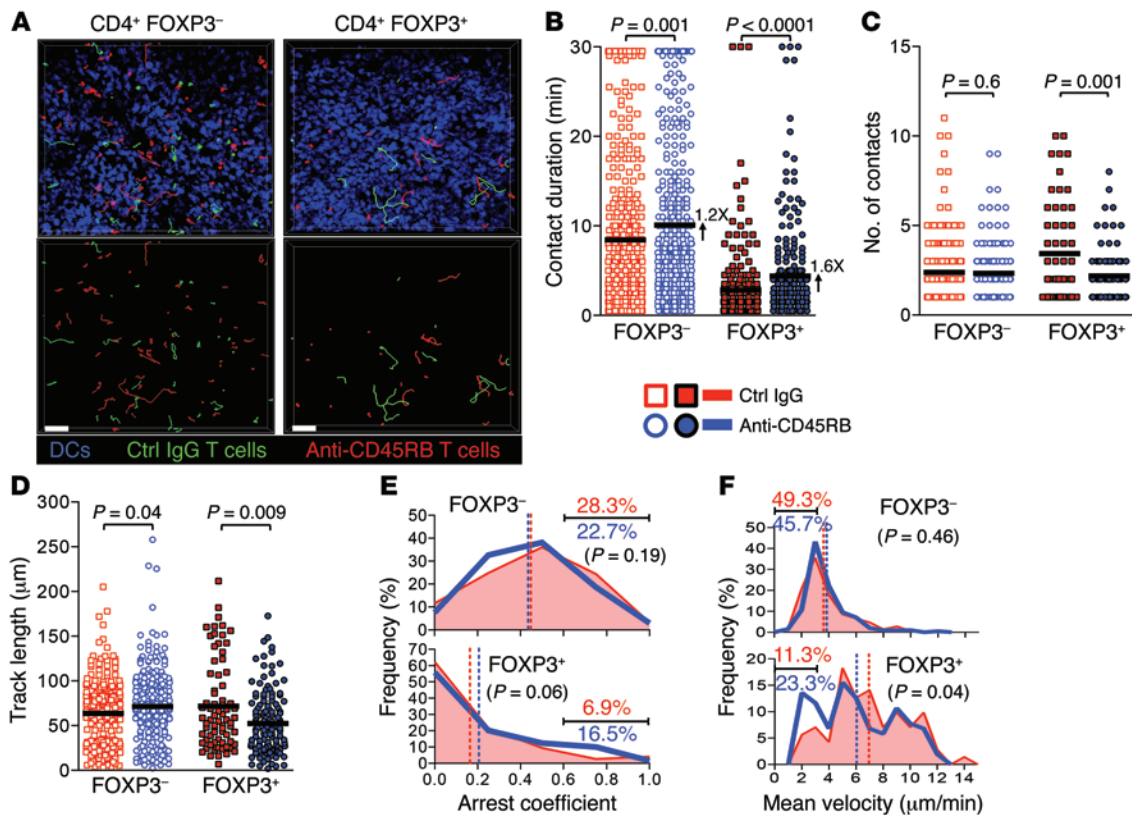 A
CD4⁺ FOXP3⁻
CD4⁺ FOXP3⁺
DCs Ctrl IgG T cells Anti-CD45RB T cells
B
P = 0.001
P < 0.0001
Contact duration (min)
30
20
10
0
1.2X
1.6X
FOXP3⁻
FOXP3⁺
C
P = 0.6
P = 0.001
No. of contacts
15
10
5
0
FOXP3⁻
FOXP3⁺
Ctrl IgG
Anti-CD45RB
D
P = 0.04
P = 0.009
Track length (μm)
300
250
200
150
100
50
0
FOXP3⁻
FOXP3⁺
E
FOXP3⁻
28.3%
22.7%
(P = 0.19)
Frequency (%)
50
40
30
20
10
0
FOXP3⁺
(P = 0.06)
6.9%
16.5%
Frequency (%)
70
60
40
20
0
0.0 0.2 0.4 0.6 0.8 1.0
Arrest coefficient
F
49.3%
45.7%
FOXP3⁻
(P = 0.46)
Frequency (%)
50
40
30
20
10
0
11.3%
23.3%
FOXP3⁺
(P = 0.04)
Frequency (%)
20
15
10
5
0
0 2 4 6 8 10 12 14
Mean velocity (μm/min)